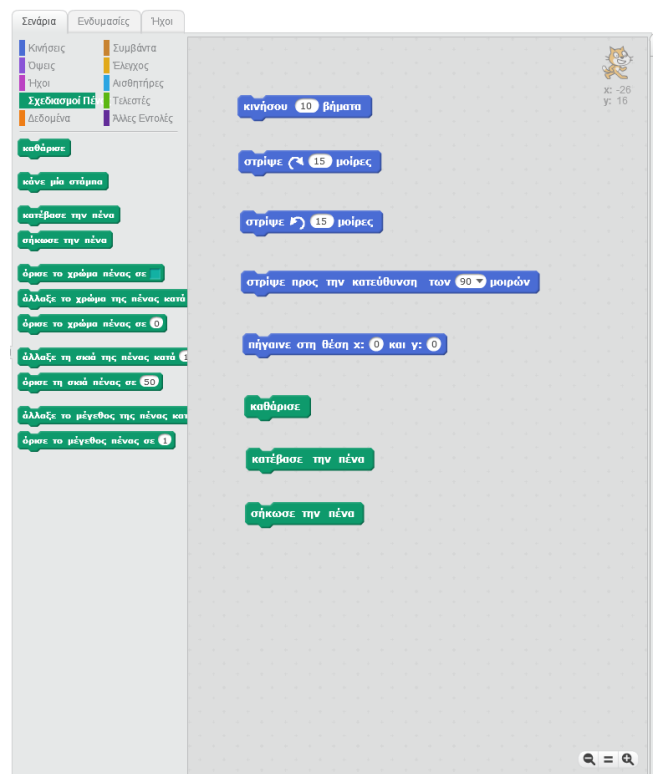 Σενάρια Ενδυμασίες Ήχοι
Κινήσεις Συμβάντα
Όψεις Έλεγχος
Ήχοι Αισθητήρες
Σχεδιασμοί Πέ Τελεστές
Δεδομένα Άλλες Εντολές
καθάρισε
κάνε μία στάμπα
κατέβασε την πένα
σήκωσε την πένα
όρισε το χρώμα πένας σε
άλλαξε το χρώμα της πένας κατά
όρισε το χρώμα πένας σε 0
άλλαξε τη σκιά της πένας κατά 1
όρισε τη σκιά πένας σε 50
άλλαξε το μέγεθος της πένας κατ
όρισε το μέγεθος πένας σε 1
κινήσου 10 βήματα
στρίψε 15 μοίρες
στρίψε 15 μοίρες
στρίψε προς την κατεύθυνση των 90 μοιρών
πήγαινε στη θέση x: 0 και y: 0
καθάρισε
κατέβασε την πένα
σήκωσε την πένα
x: -26
y: 16